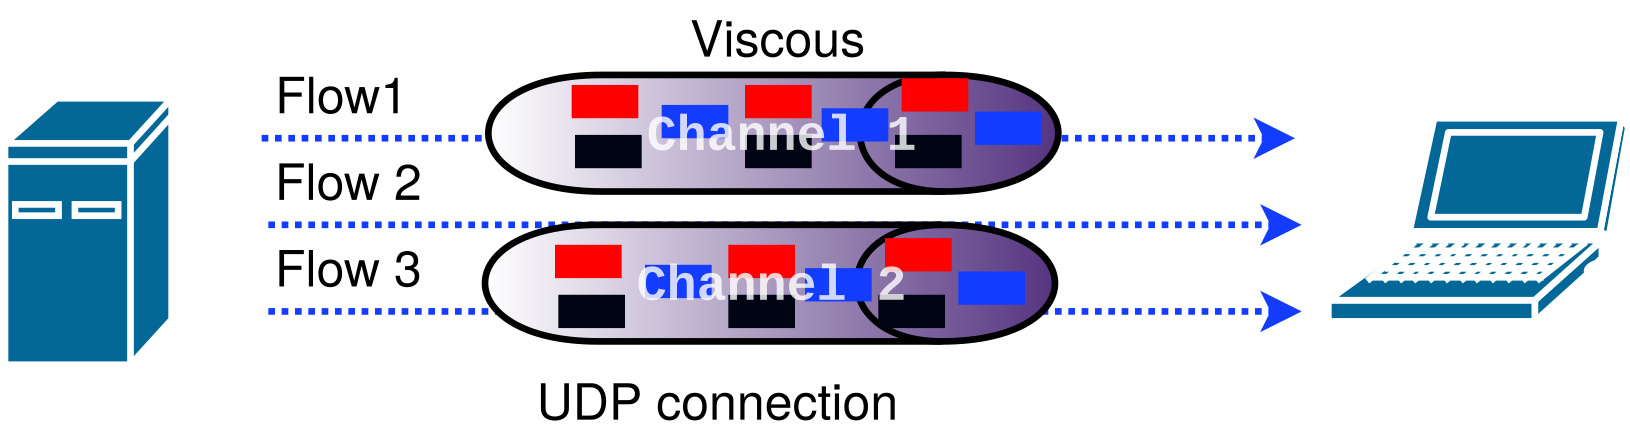 Viscous
Flow1
Channel 1
Flow 2
Flow 3
Channel 2
UDP connection